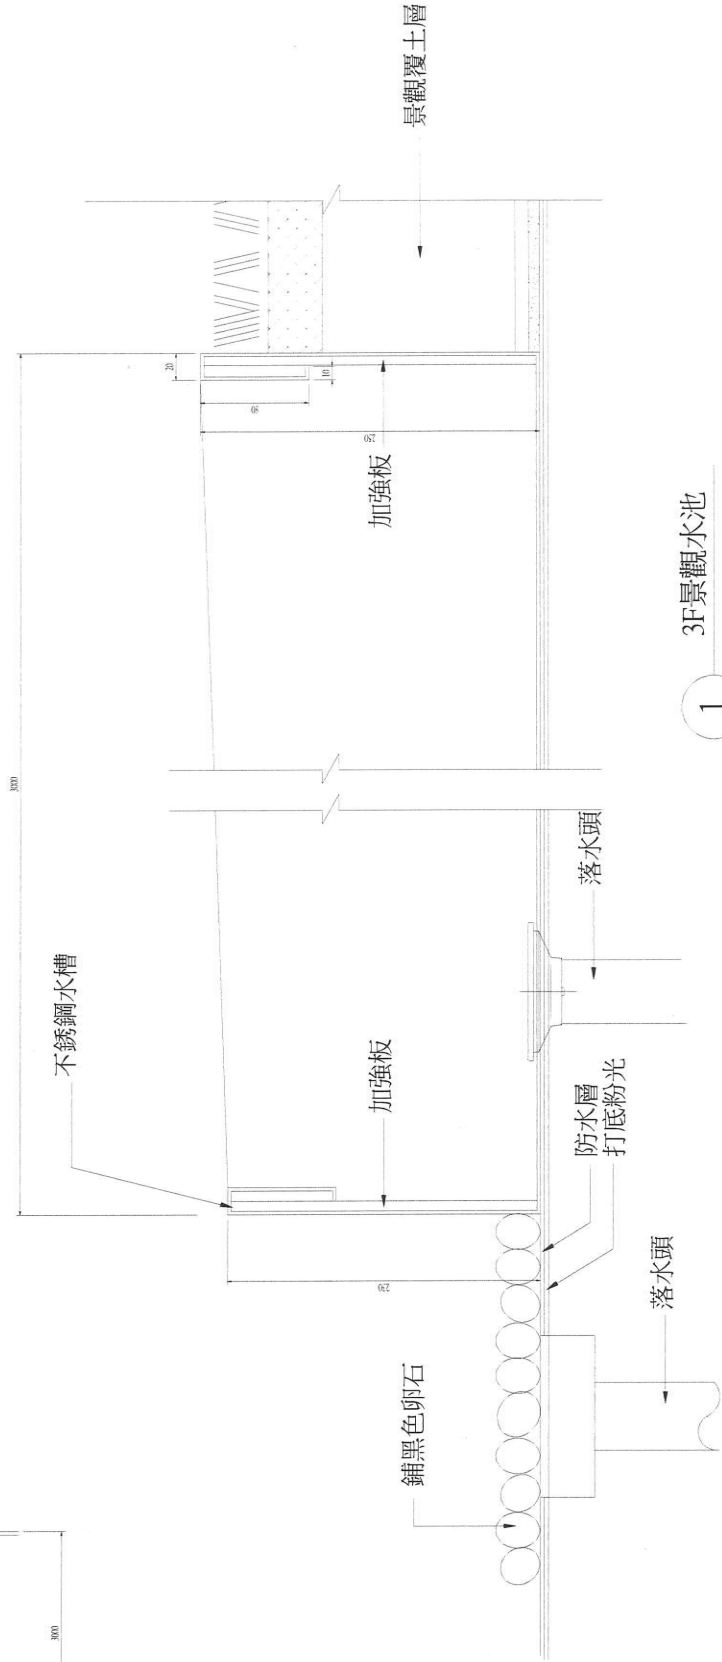 3000
不銹鋼水槽
20
10
80
250
230
加強板
加強板
景觀覆土層
鋪黑色卵石
防水層
打底粉光
落水頭
落水頭
3000
1
3F景觀水池